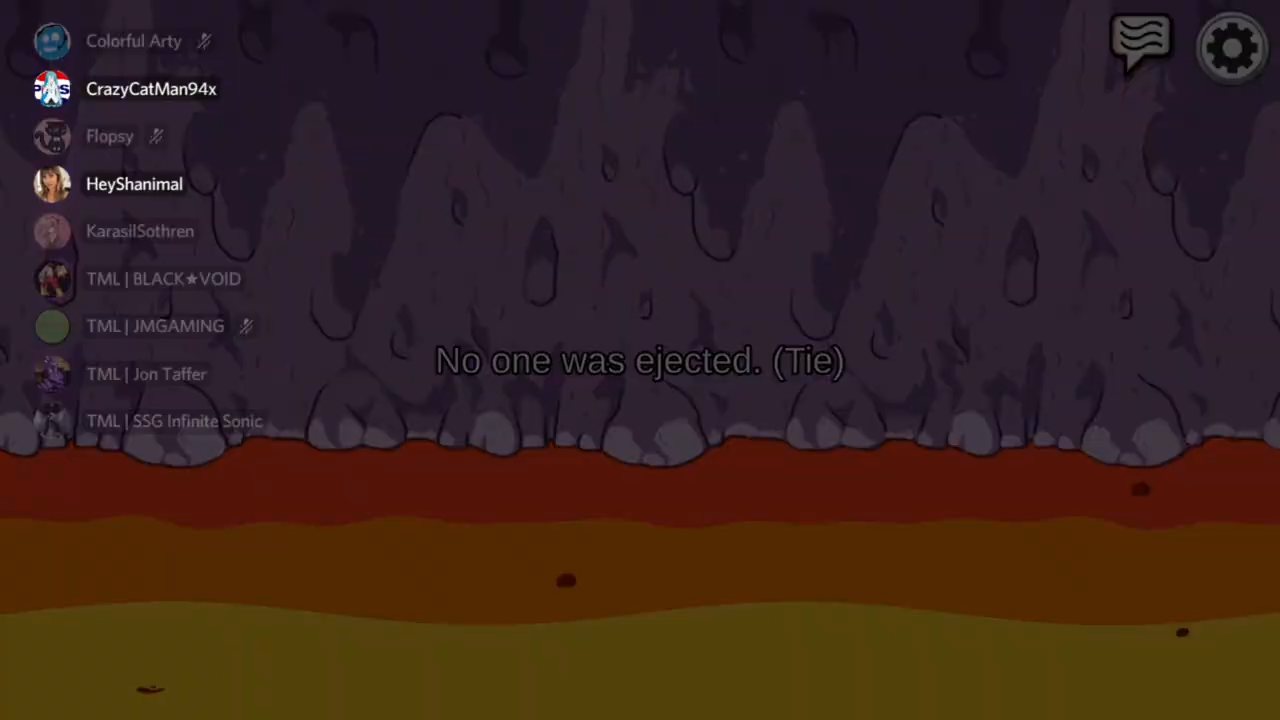 Colorful Arty
CrazyCatMan94x
Flopsy
HeyShanimal
KarasilSothren
TML | BLACK★VOID
TML | JMGAMING
No one was ejected. (Tie)
TML | Jon Taffer
TML | SSG Infinite Sonic